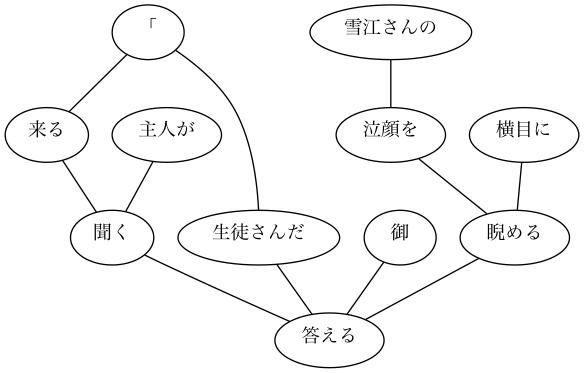 「
雪江さんの
来る
主人が
泣顔を
横目に
聞く
生徒さんだ
御
睨める
答える